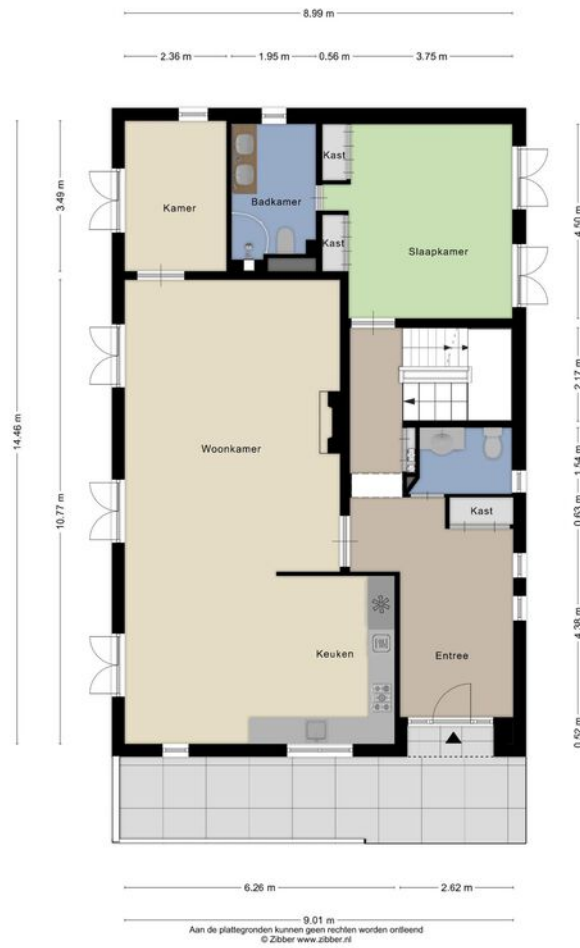 8.99 m
2.36 m
1.95 m
0.56 m
3.75 m
Kast
Kamer
Badkamer
Kast
Slaapkamer
3.49 m
4.50 m
14.46 m
2.17 m
Woonkamer
1.54 m
10.77 m
0.63 m
Kast
Keuken
Entree
4.38 m
0.52 m
6.26 m
2.62 m
9.01 m
Aan de plattegronden kunnen geen rechten worden ontleend
© Zibber www.zibber.nl